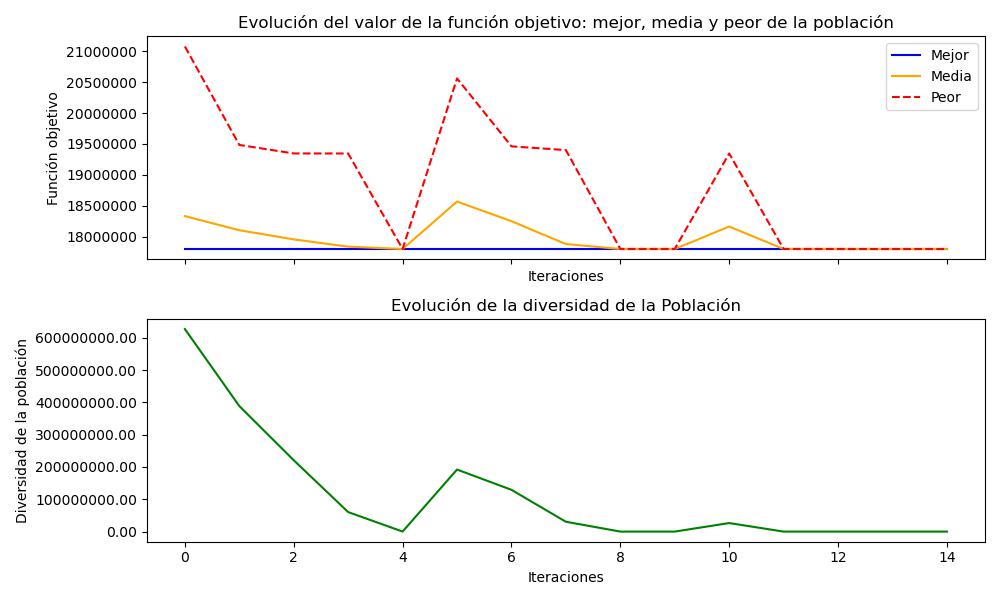 Evolución del valor de la función objetivo: mejor, media y peor de la población
Función objetivo
21000000
20500000
20000000
19500000
19000000
18500000
18000000
Mejor
Media
Peor
Iteraciones
Evolución de la diversidad de la Población
Diversidad de la población
600000000.00
500000000.00
400000000.00
300000000.00
200000000.00
100000000.00
0.00
0 2 4 6 8 10 12 14
Iteraciones